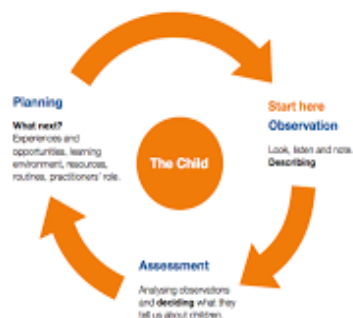 Planning
What next?
Experiences and
opportunities, learning
environment, resources,
routines, practitioners' role.
The Child
Start here
Observation
Look, listen and note.
Describing
Assessment
Analysing observations
and deciding what they
tell us about children.